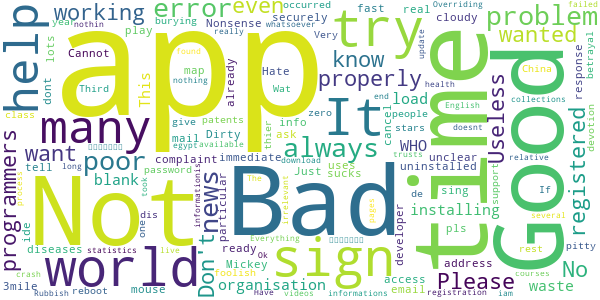 app
Not
Bad
Good
time
It
try
many
world
sign
help
problem
error
even
working
wanted
know
properly
always
poor
news
Don't
want
programmers
Useless
registered
installing
Please
No
WHO
load
organisation
blank
This
Cannot
Nonsense
securely
occurred
fast
real
cloudy
Overriding
failed
burying
year
nothin
lots
dont
play
Third
map
nothing
already
Hate
Wat
Very
whatsoever
really
found
update
health
China
English
collections
response
betrayal
devotion
class
tell
long
diseases
complaint
mail
give
patents
Dirty
immediate
password
took
info
ask
zero
thier
egypt
available
download
cancel
people
stars
end
unclear
uninstalled
doesnt
relative
If
support
Just
uses
sucks
trusts
de
sing
pls
developer
address
access
email
registration
iam
courses
rest
several
pitty
waste
ide
statistics
3mile
reboot
Rubbish
crash
process
mouse
live
one
dis
particular
informationis
ready
foolish
Mickey
The
irrelevant
Everything
Ok
Have
videos
informations
pages